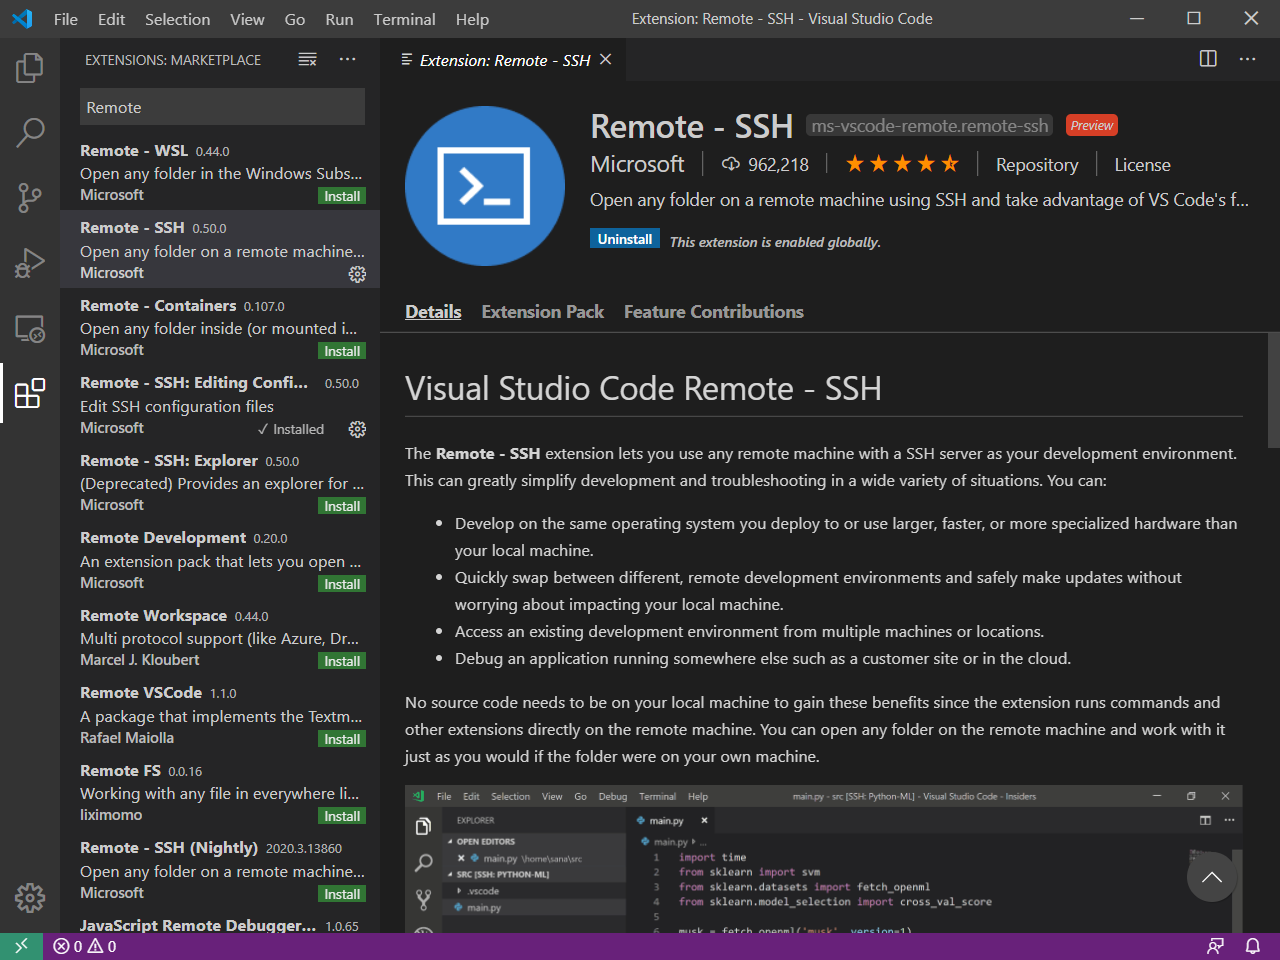 File Edit Selection View Go Run Terminal Help
Extension: Remote - SSH - Visual Studio Code
EXTENSIONS: MARKETPLACE
Remote
Remote - WSL 0.44.0
Open any folder in the Windows Subs...
Microsoft Install
Remote - SSH 0.50.0
Open any folder on a remote machine...
Microsoft
Remote - Containers 0.107.0
Open any folder inside (or mounted i...
Microsoft Install
Remote - SSH: Editing Confi... 0.50.0
Edit SSH configuration files
Microsoft ✓ Installed
Remote - SSH: Explorer 0.50.0
(Deprecated) Provides an explorer for ...
Microsoft Install
Remote Development 0.20.0
An extension pack that lets you open ...
Microsoft Install
Remote Workspace 0.44.0
Multi protocol support (like Azure, Dr...
Marcel J. Kloubert Install
Remote VSCode 1.1.0
A package that implements the Textm...
Rafael Maiolla Install
Remote FS 0.0.16
Working with any file in everywhere li...
liximomo Install
Remote - SSH (Nightly) 2020.3.13860
Open any folder on a remote machine...
Microsoft Install
JavaScript Remote Debugger... 1.0.65
Extension: Remote - SSH
Remote - SSH ms-vscode-remote.remote-ssh Preview
Microsoft 962,218 Repository License
Open any folder on a remote machine using SSH and take advantage of VS Code's f...
Uninstall This extension is enabled globally.
Details Extension Pack Feature Contributions
Visual Studio Code Remote - SSH
The Remote - SSH extension lets you use any remote machine with a SSH server as your development environment.
This can greatly simplify development and troubleshooting in a wide variety of situations. You can:
• Develop on the same operating system you deploy to or use larger, faster, or more specialized hardware than
your local machine.
• Quickly swap between different, remote development environments and safely make updates without
worrying about impacting your local machine.
• Access an existing development environment from multiple machines or locations.
• Debug an application running somewhere else such as a customer site or in the cloud.
No source code needs to be on your local machine to gain these benefits since the extension runs commands and
other extensions directly on the remote machine. You can open any folder on the remote machine and work with it
just as you would if the folder were on your own machine.
File Edit Selection View Go Debug Terminal Help
main.py - src [SSH: Python-ML] - Visual Studio Code - Insiders
EXPLORER
OPEN EDITORS
main.py \home\sana\src
SRC [SSH: PYTHON-ML]
.vscode
main.py
main.py
main.py ...
1 import time
2 from sklearn import svm
3 from sklearn.datasets import fetch_openml
4 from sklearn.model_selection import cross_val_score
5
6 musk = fetch_openml('musk', version=1)
0 0